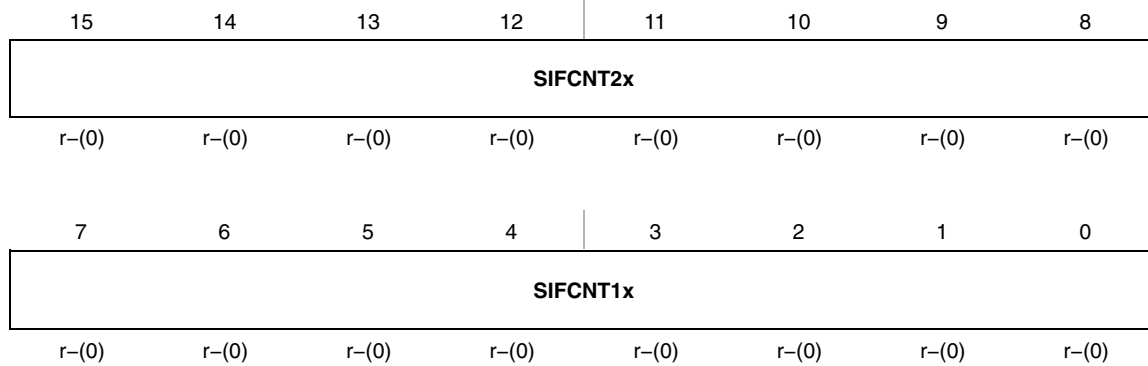 15 14 13 12 11 10 9 8
SIFCNT2x
r−(0) r−(0) r−(0) r−(0) r−(0) r−(0) r−(0) r−(0)
7 6 5 4 3 2 1 0
SIFCNT1x
r−(0) r−(0) r−(0) r−(0) r−(0) r−(0) r−(0) r−(0)